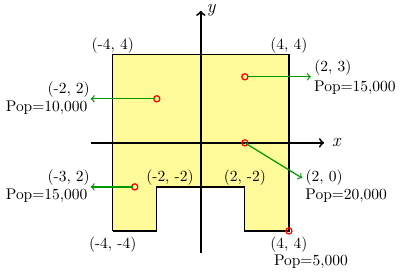 y
(-4, 4)
(4, 4)
(2, 3)
Pop=15,000
(-2, 2)
Pop=10,000
x
(-3, 2)
Pop=15,000
(-2, -2)
(2, -2)
(2, 0)
Pop=20,000
(-4, -4)
(4, 4)
Pop=5,000